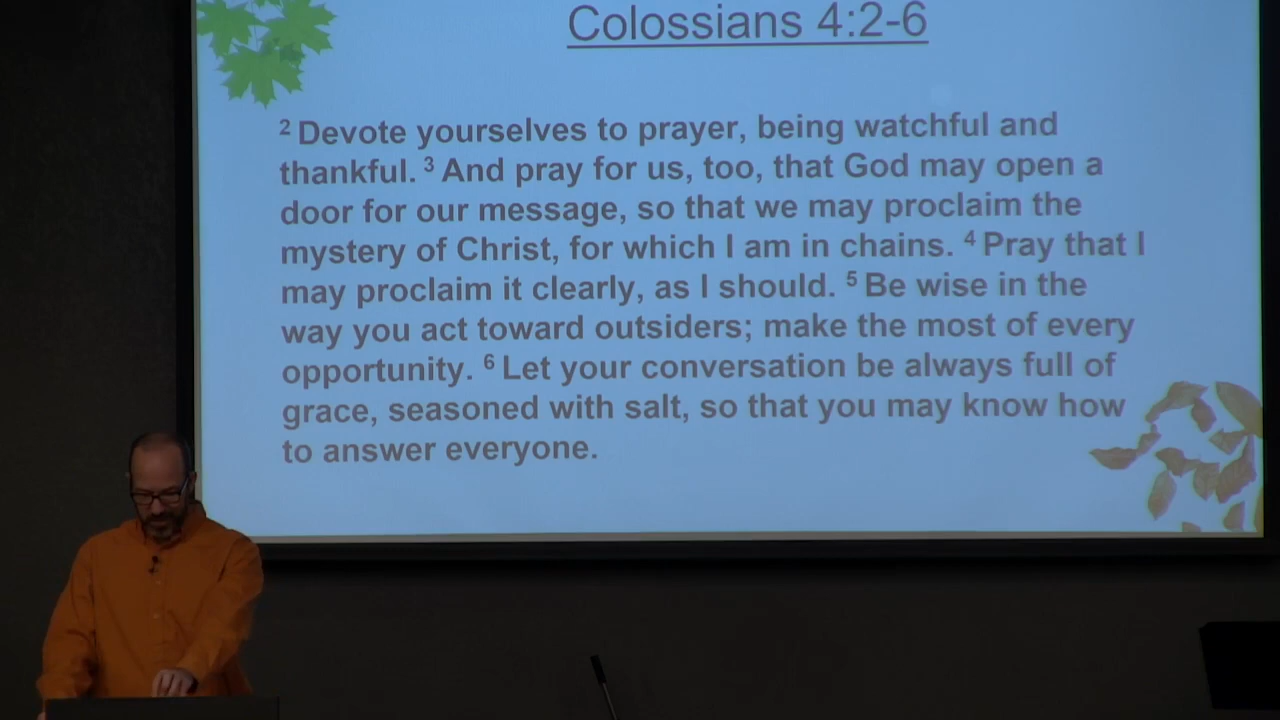 Colossians 4:2-6
2 Devote yourselves to prayer, being watchful and
thankful. 3 And pray for us, too, that God may open a
door for our message, so that we may proclaim the
mystery of Christ, for which I am in chains. 4 Pray that I
may proclaim it clearly, as I should. 5 Be wise in the
way you act toward outsiders; make the most of every
opportunity. 6 Let your conversation be always full of
grace, seasoned with salt, so that you may know how
to answer everyone.